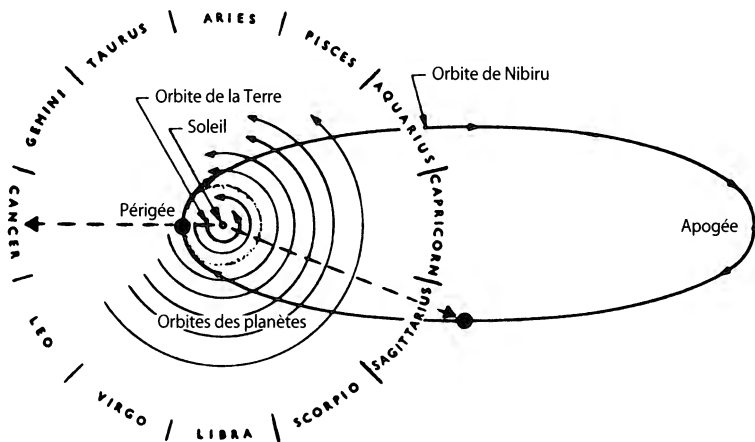 ARIES
PISCES
AQUARIUS
CAPRICORN
SAGITTARIUS
SCORPIO
LIBRA
VIRGO
LEO
CANCER
GEMINI
TAURUS
Orbite de Nibiru
Orbite de la Terre
Soleil
Périgée
Apogée
Orbites des planètes